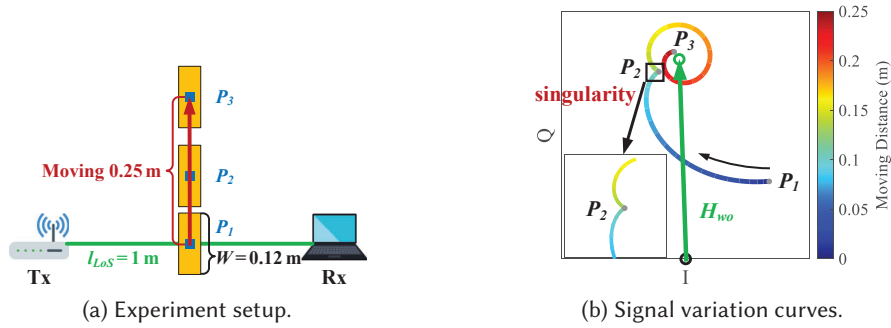 P3
P2
P1
Moving 0.25 m
lLoS=1 m
W=0.12 m
Tx
Rx
(a) Experiment setup.
P3
P2
singularity
P1
P2
Hwo
Q
I
0.25
0.2
0.15
0.1
0.05
0
Moving Distance (m)
(b) Signal variation curves.